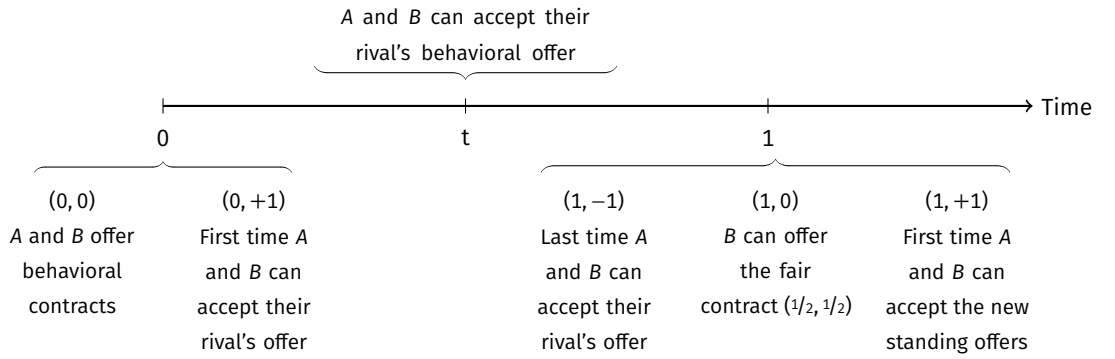 A and B can accept their
rival's behavioral offer
Time
0
t
1
(0, 0)
A and B offer
behavioral
contracts
(0, +1)
First time A
and B can
accept their
rival's offer
(1, −1)
Last time A
and B can
accept their
rival's offer
(1, 0)
B can offer
the fair
contract (1/2, 1/2)
(1, +1)
First time A
and B can
accept the new
standing offers